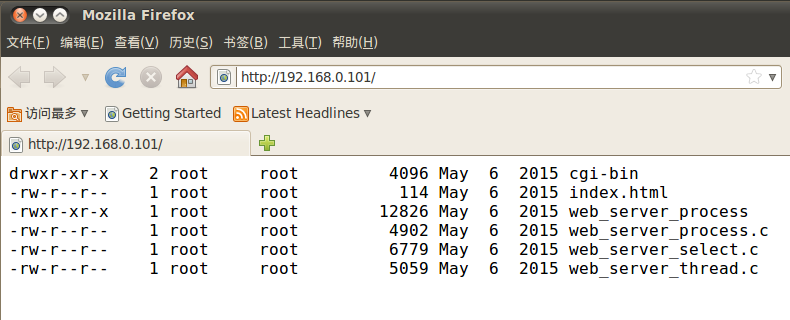 Mozilla Firefox
文件(F) 编辑(E) 查看(V) 历史(S) 书签(B) 工具(T) 帮助(H)
http://192.168.0.101/
访问最多 Getting Started Latest Headlines
http://192.168.0.101/
drwxr-xr-x 2 root root 4096 May 6 2015 cgi-bin
-rw-r--r-- 1 root root 114 May 6 2015 index.html
-rwxr-xr-x 1 root root 12826 May 6 2015 web_server_process
-rw-r--r-- 1 root root 4902 May 6 2015 web_server_process.c
-rw-r--r-- 1 root root 6779 May 6 2015 web_server_select.c
-rw-r--r-- 1 root root 5059 May 6 2015 web_server_thread.c